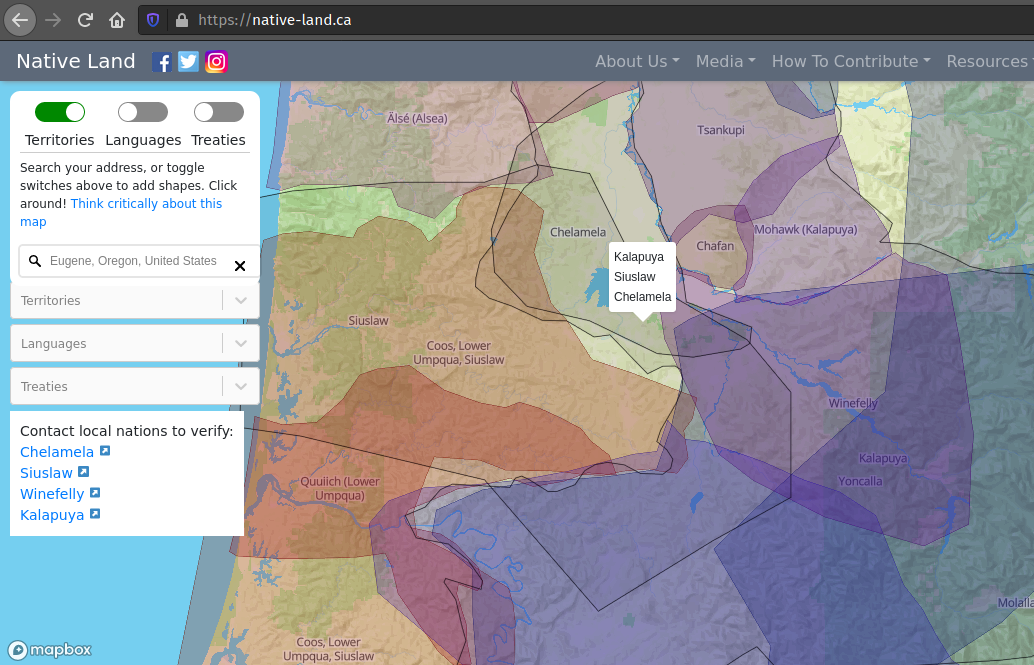 https://native-land.ca
Native Land
About Us
Media
How To Contribute
Resources
Territories
Languages
Treaties
Search your address, or toggle
switches above to add shapes. Click
around! Think critically about this
map
Eugene, Oregon, United States
Territories
Languages
Treaties
Contact local nations to verify:
Chelamela
Siuslaw
Winefelly
Kalapuya
Älsé (Alsea)
Tsankupi
Chelamela
Mohawk (Kalapuya)
Chafan
Kalapuya
Siuslaw
Chelamela
Siuslaw
Coos, Lower
Umpqua, Siuslaw
Winefelly
Kalapuya
Yoncalla
Quuiich (Lower
Umpqua)
Molalla
Coos, Lower
Umpqua, Siuslaw
mapbox